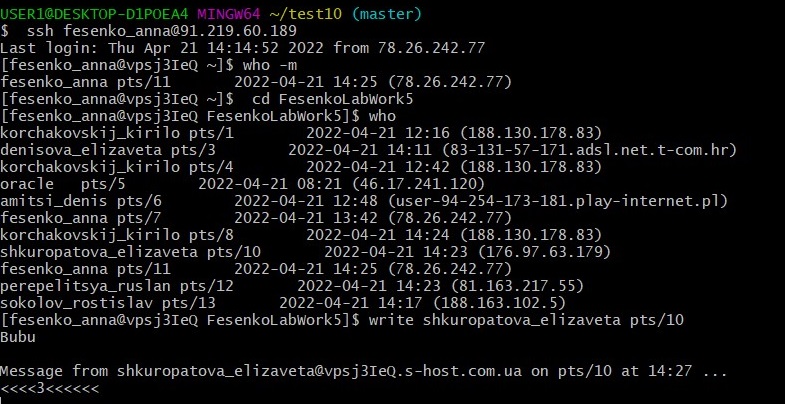 USER1@DESKTOP-D1POEA4 MINGW64 ~/test10 (master)
$  ssh fesenko_anna@91.219.60.189
Last login: Thu Apr 21 14:14:52 2022 from 78.26.242.77
[fesenko_anna@vpsj3IeQ ~]$ who -m
fesenko_anna pts/11       2022-04-21 14:25 (78.26.242.77)
[fesenko_anna@vpsj3IeQ ~]$  cd FesenkoLabWork5
[fesenko_anna@vpsj3IeQ FesenkoLabWork5]$ who
korchakovskij_kirilo pts/1        2022-04-21 12:16 (188.130.178.83)
denisova_elizaveta pts/3        2022-04-21 14:11 (83-131-57-171.adsl.net.t-com.hr)
korchakovskij_kirilo pts/4        2022-04-21 12:42 (188.130.178.83)
oracle   pts/5        2022-04-21 08:21 (46.17.241.120)
amitsi_denis pts/6        2022-04-21 12:48 (user-94-254-173-181.play-internet.pl)
fesenko_anna pts/7        2022-04-21 13:42 (78.26.242.77)
korchakovskij_kirilo pts/8        2022-04-21 14:24 (188.130.178.83)
shkuropatova_elizaveta pts/10       2022-04-21 14:23 (176.97.63.179)
fesenko_anna pts/11       2022-04-21 14:25 (78.26.242.77)
perepelitsya_ruslan pts/12       2022-04-21 14:23 (81.163.217.55)
sokolov_rostislav pts/13       2022-04-21 14:17 (188.163.102.5)
[fesenko_anna@vpsj3IeQ FesenkoLabWork5]$ write shkuropatova_elizaveta pts/10
Bubu
Message from shkuropatova_elizaveta@vpsj3IeQ.s-host.com.ua on pts/10 at 14:27 ...
<<<<3<<<<<<